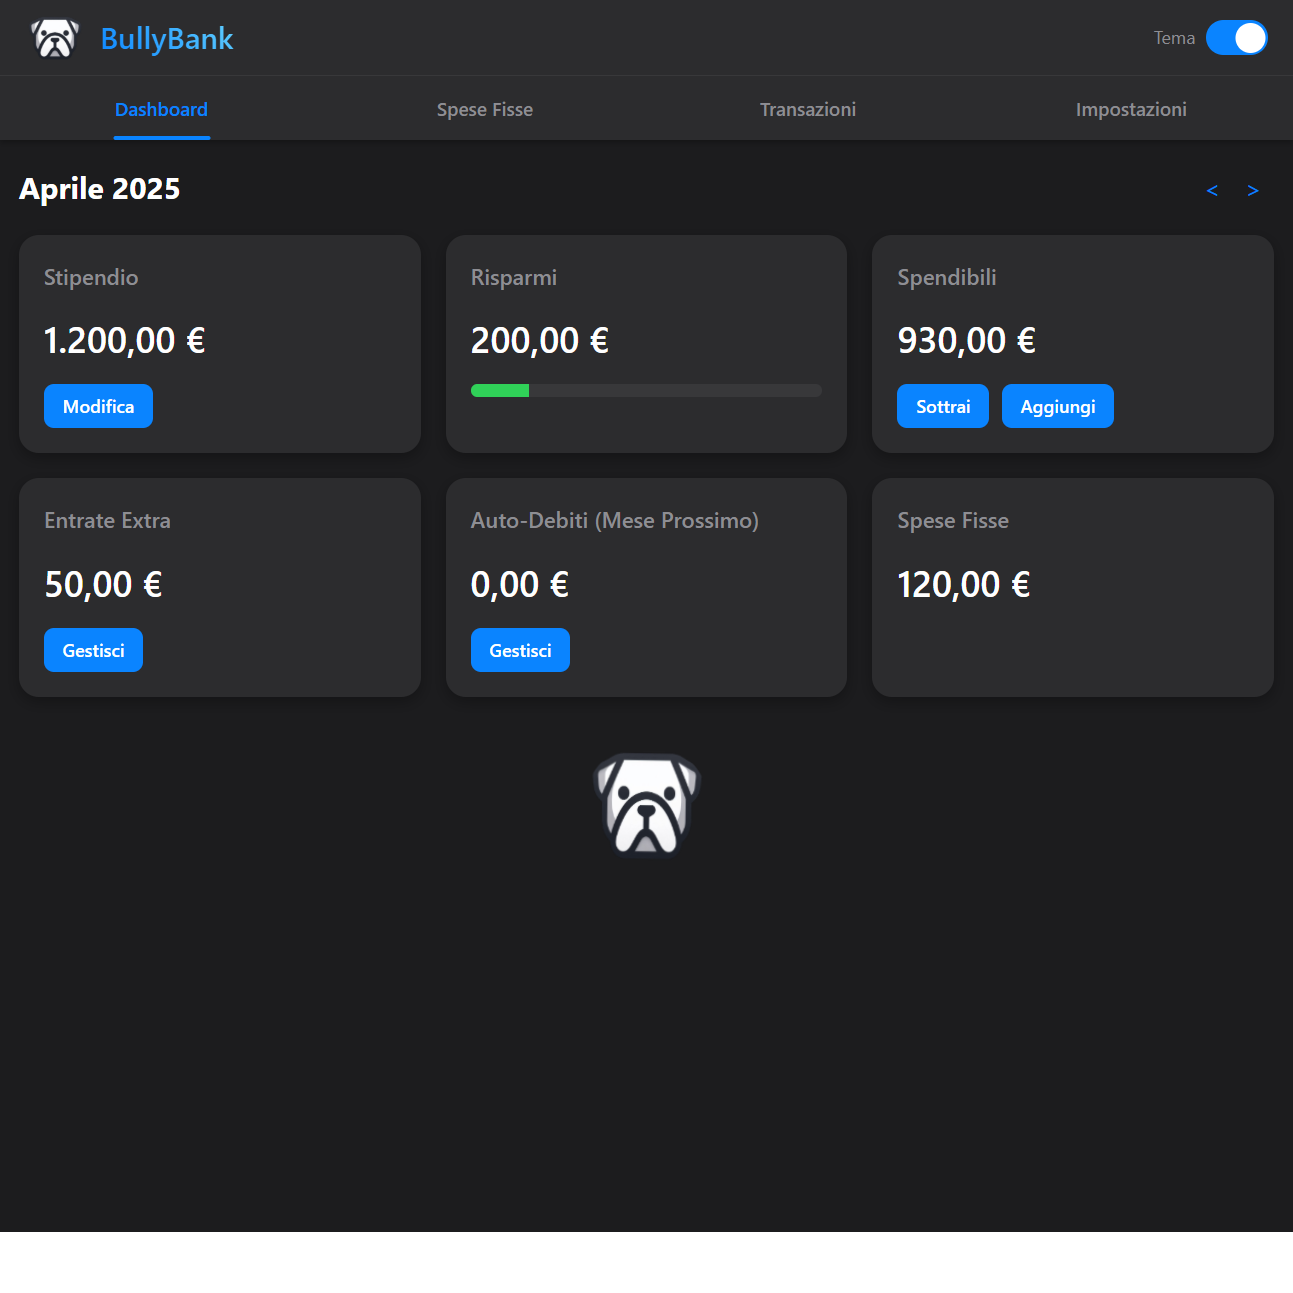 BullyBank
Tema
Dashboard
Spese Fisse
Transazioni
Impostazioni
Aprile 2025
< >
Stipendio
1.200,00 €
Modifica
Risparmi
200,00 €
Spendibili
930,00 €
Sottrai
Aggiungi
Entrate Extra
50,00 €
Gestisci
Auto-Debiti (Mese Prossimo)
0,00 €
Gestisci
Spese Fisse
120,00 €